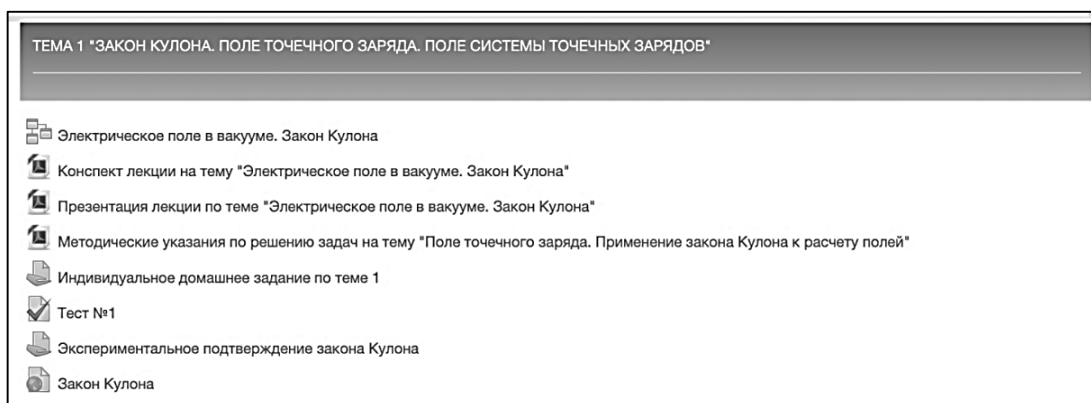 ТЕМА 1 "ЗАКОН КУЛОНА. ПОЛЕ ТОЧЕЧНОГО ЗАРЯДА. ПОЛЕ СИСТЕМЫ ТОЧЕЧНЫХ ЗАРЯДОВ"
Электрическое поле в вакууме. Закон Кулона
Конспект лекции на тему "Электрическое поле в вакууме. Закон Кулона"
Презентация лекции по теме "Электрическое поле в вакууме. Закон Кулона"
Методические указания по решению задач на тему "Поле точечного заряда. Применение закона Кулона к расчету полей"
Индивидуальное домашнее задание по теме 1
Тест №1
Экспериментальное подтверждение закона Кулона
Закон Кулона